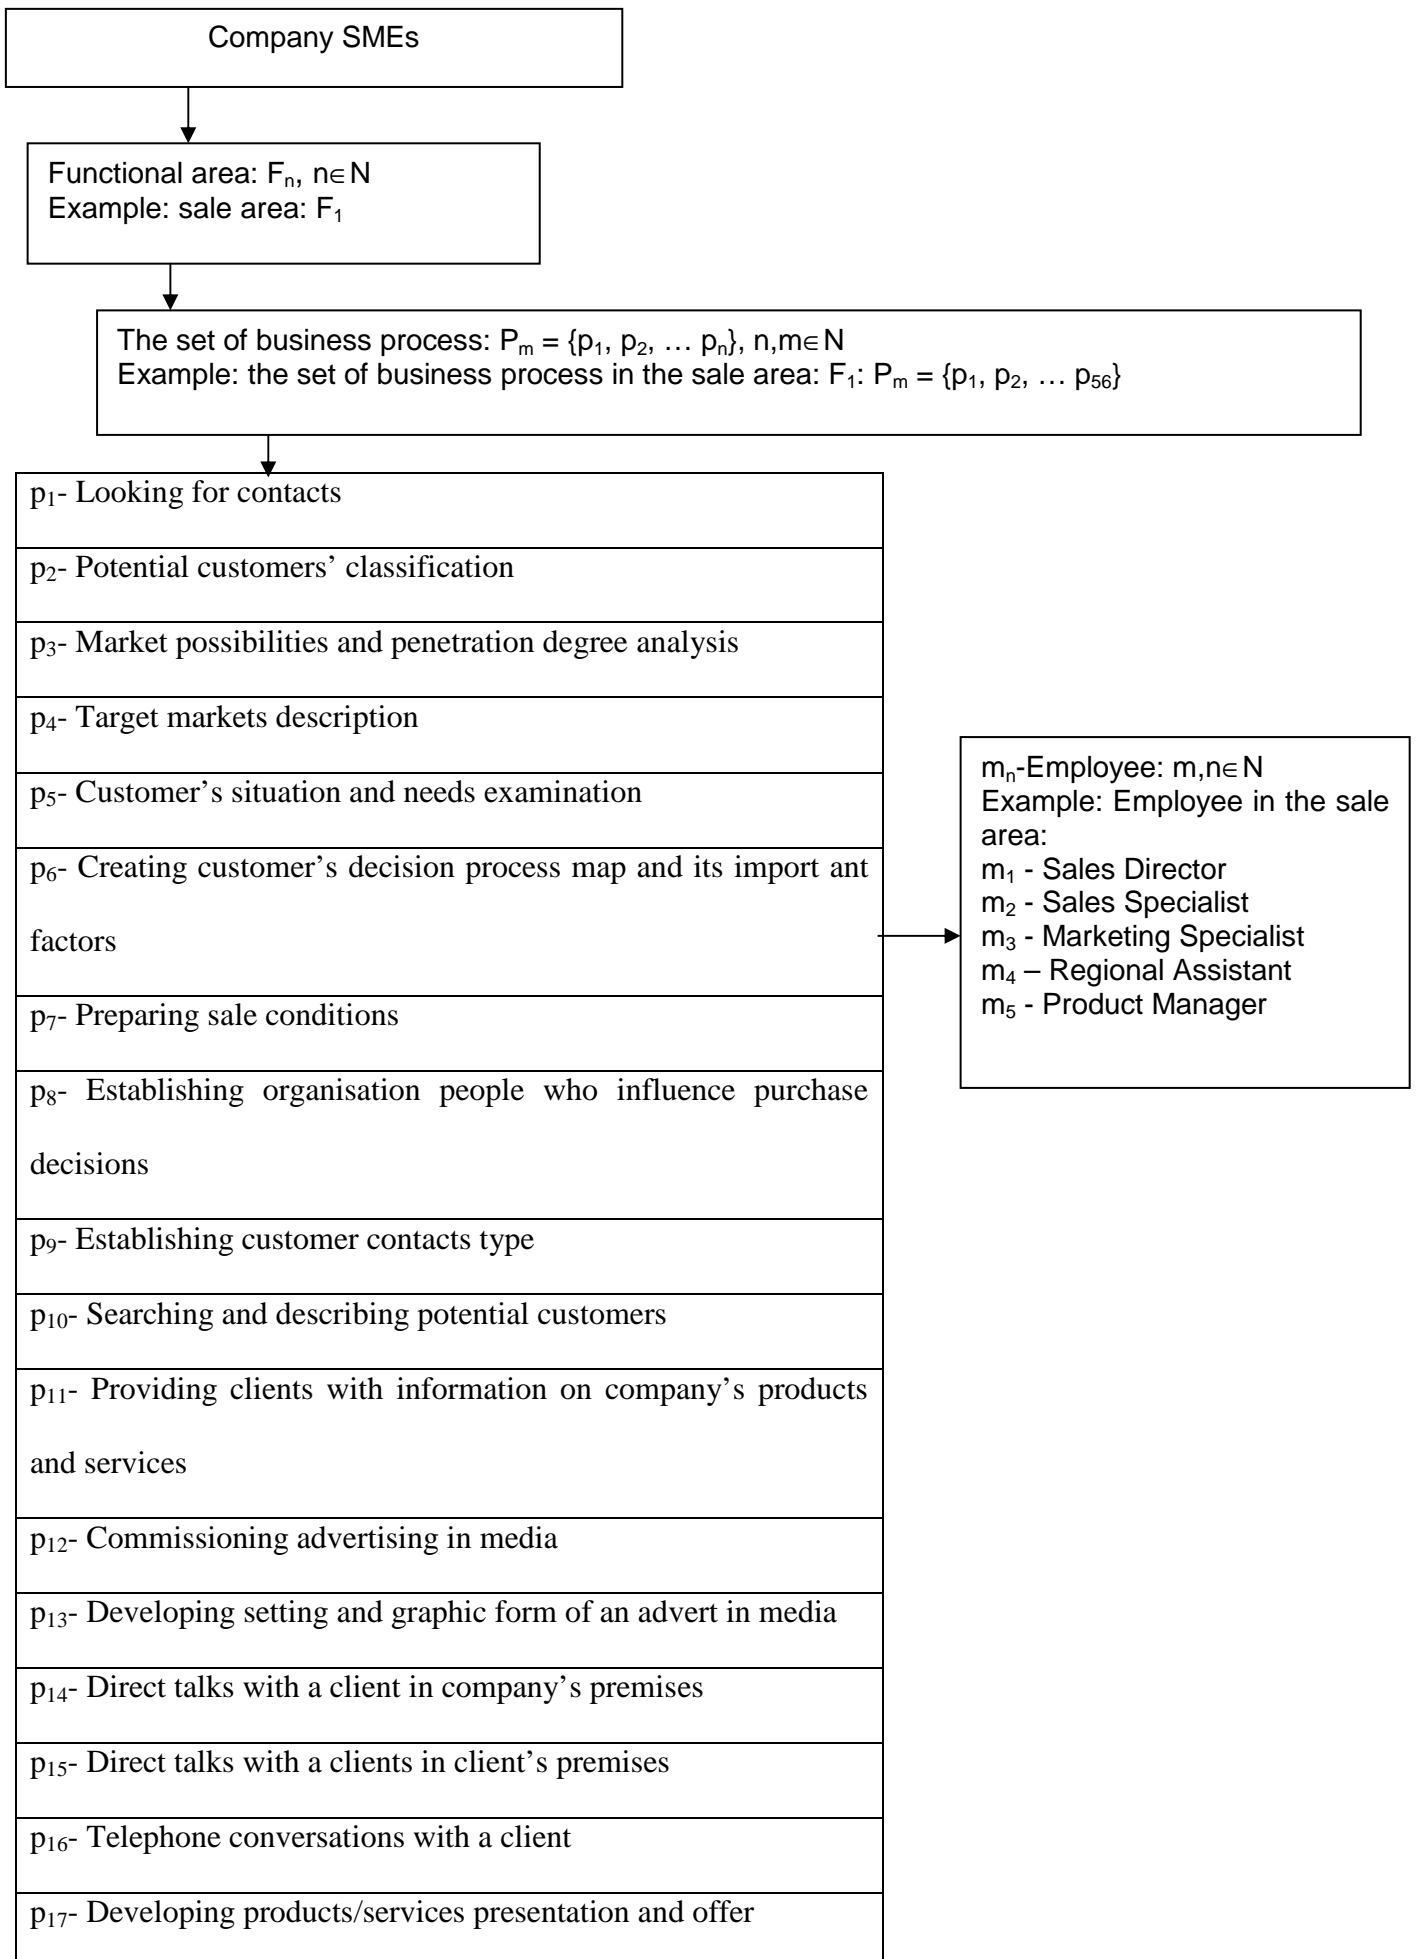 Company SMEs
Functional area: Fₙ, n∈N
Example: sale area: F₁
The set of business process: Pₘ = {p₁, p₂, … pₙ}, n,m∈N
Example: the set of business process in the sale area: F₁: Pₘ = {p₁, p₂, … p₅₆}
p₁- Looking for contacts
p₂- Potential customers’ classification
p₃- Market possibilities and penetration degree analysis
p₄- Target markets description
p₅- Customer’s situation and needs examination
p₆- Creating customer’s decision process map and its import ant
factors
p₇- Preparing sale conditions
p₈- Establishing organisation people who influence purchase
decisions
p₉- Establishing customer contacts type
p₁₀- Searching and describing potential customers
p₁₁- Providing clients with information on company’s products
and services
p₁₂- Commissioning advertising in media
p₁₃- Developing setting and graphic form of an advert in media
p₁₄- Direct talks with a client in company’s premises
p₁₅- Direct talks with a clients in client’s premises
p₁₆- Telephone conversations with a client
p₁₇- Developing products/services presentation and offer
mₙ-Employee: m,n∈N
Example: Employee in the sale
area:
m₁ - Sales Director
m₂ - Sales Specialist
m₃ - Marketing Specialist
m₄ – Regional Assistant
m₅ - Product Manager